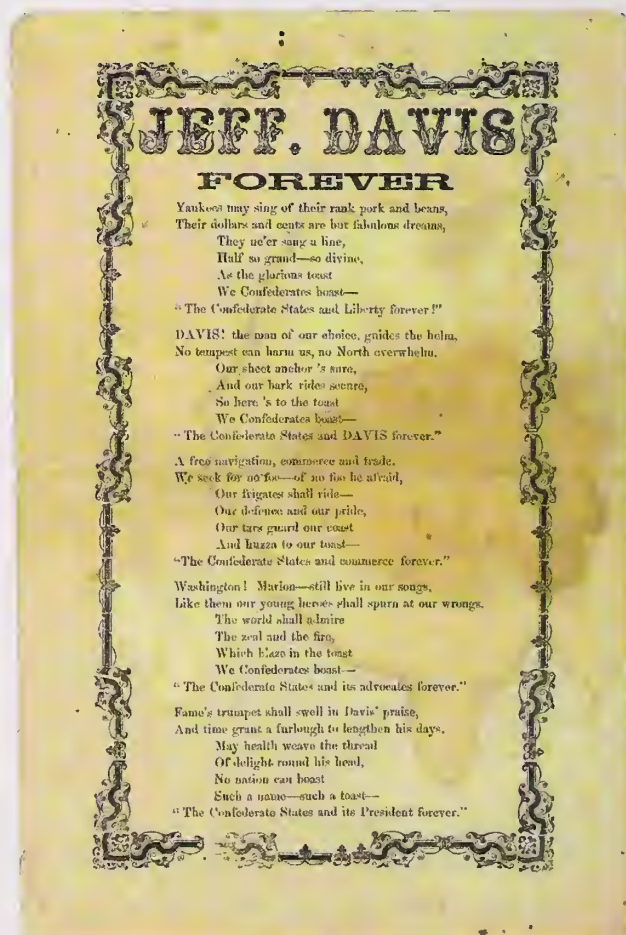 JEFF. DAVIS
FOREVER
Yankees may sing of their rank pork and beans,
Their dollars and cents are but fabulous dreams,
They ne'er sang a line,
Half so grand—so divine,
As the glorious toast
We Confederates boast—
"The Confederate States and Liberty forever!"
DAVIS! the man of our choice, guides the helm,
No tempest can harm us, no North overwhelm.
Our sheet anchor 's sure,
And our bark rides secure,
So here 's to the toast
We Confederates boast—
"The Confederate States and DAVIS forever."
A free navigation, commerce and trade,
We seek for no foe—of no foe be afraid,
Our frigates shall ride—
Our defence and our pride,
Our tars guard our coast
And huzza to our toast—
"The Confederate States and commerce forever."
Washington! Marion—still live in our songs,
Like them our young heroes shall spurn at our wrongs.
The world shall admire
The zeal and the fire,
Which blaze in the toast
We Confederates boast—
"The Confederate States and its advocates forever."
Fame's trumpet shall swell in Davis' praise,
And time grant a furlough to lengthen his days,
May health weave the thread
Of delight round his head,
No nation can boast
Such a name—such a toast—
"The Confederate States and its President forever."